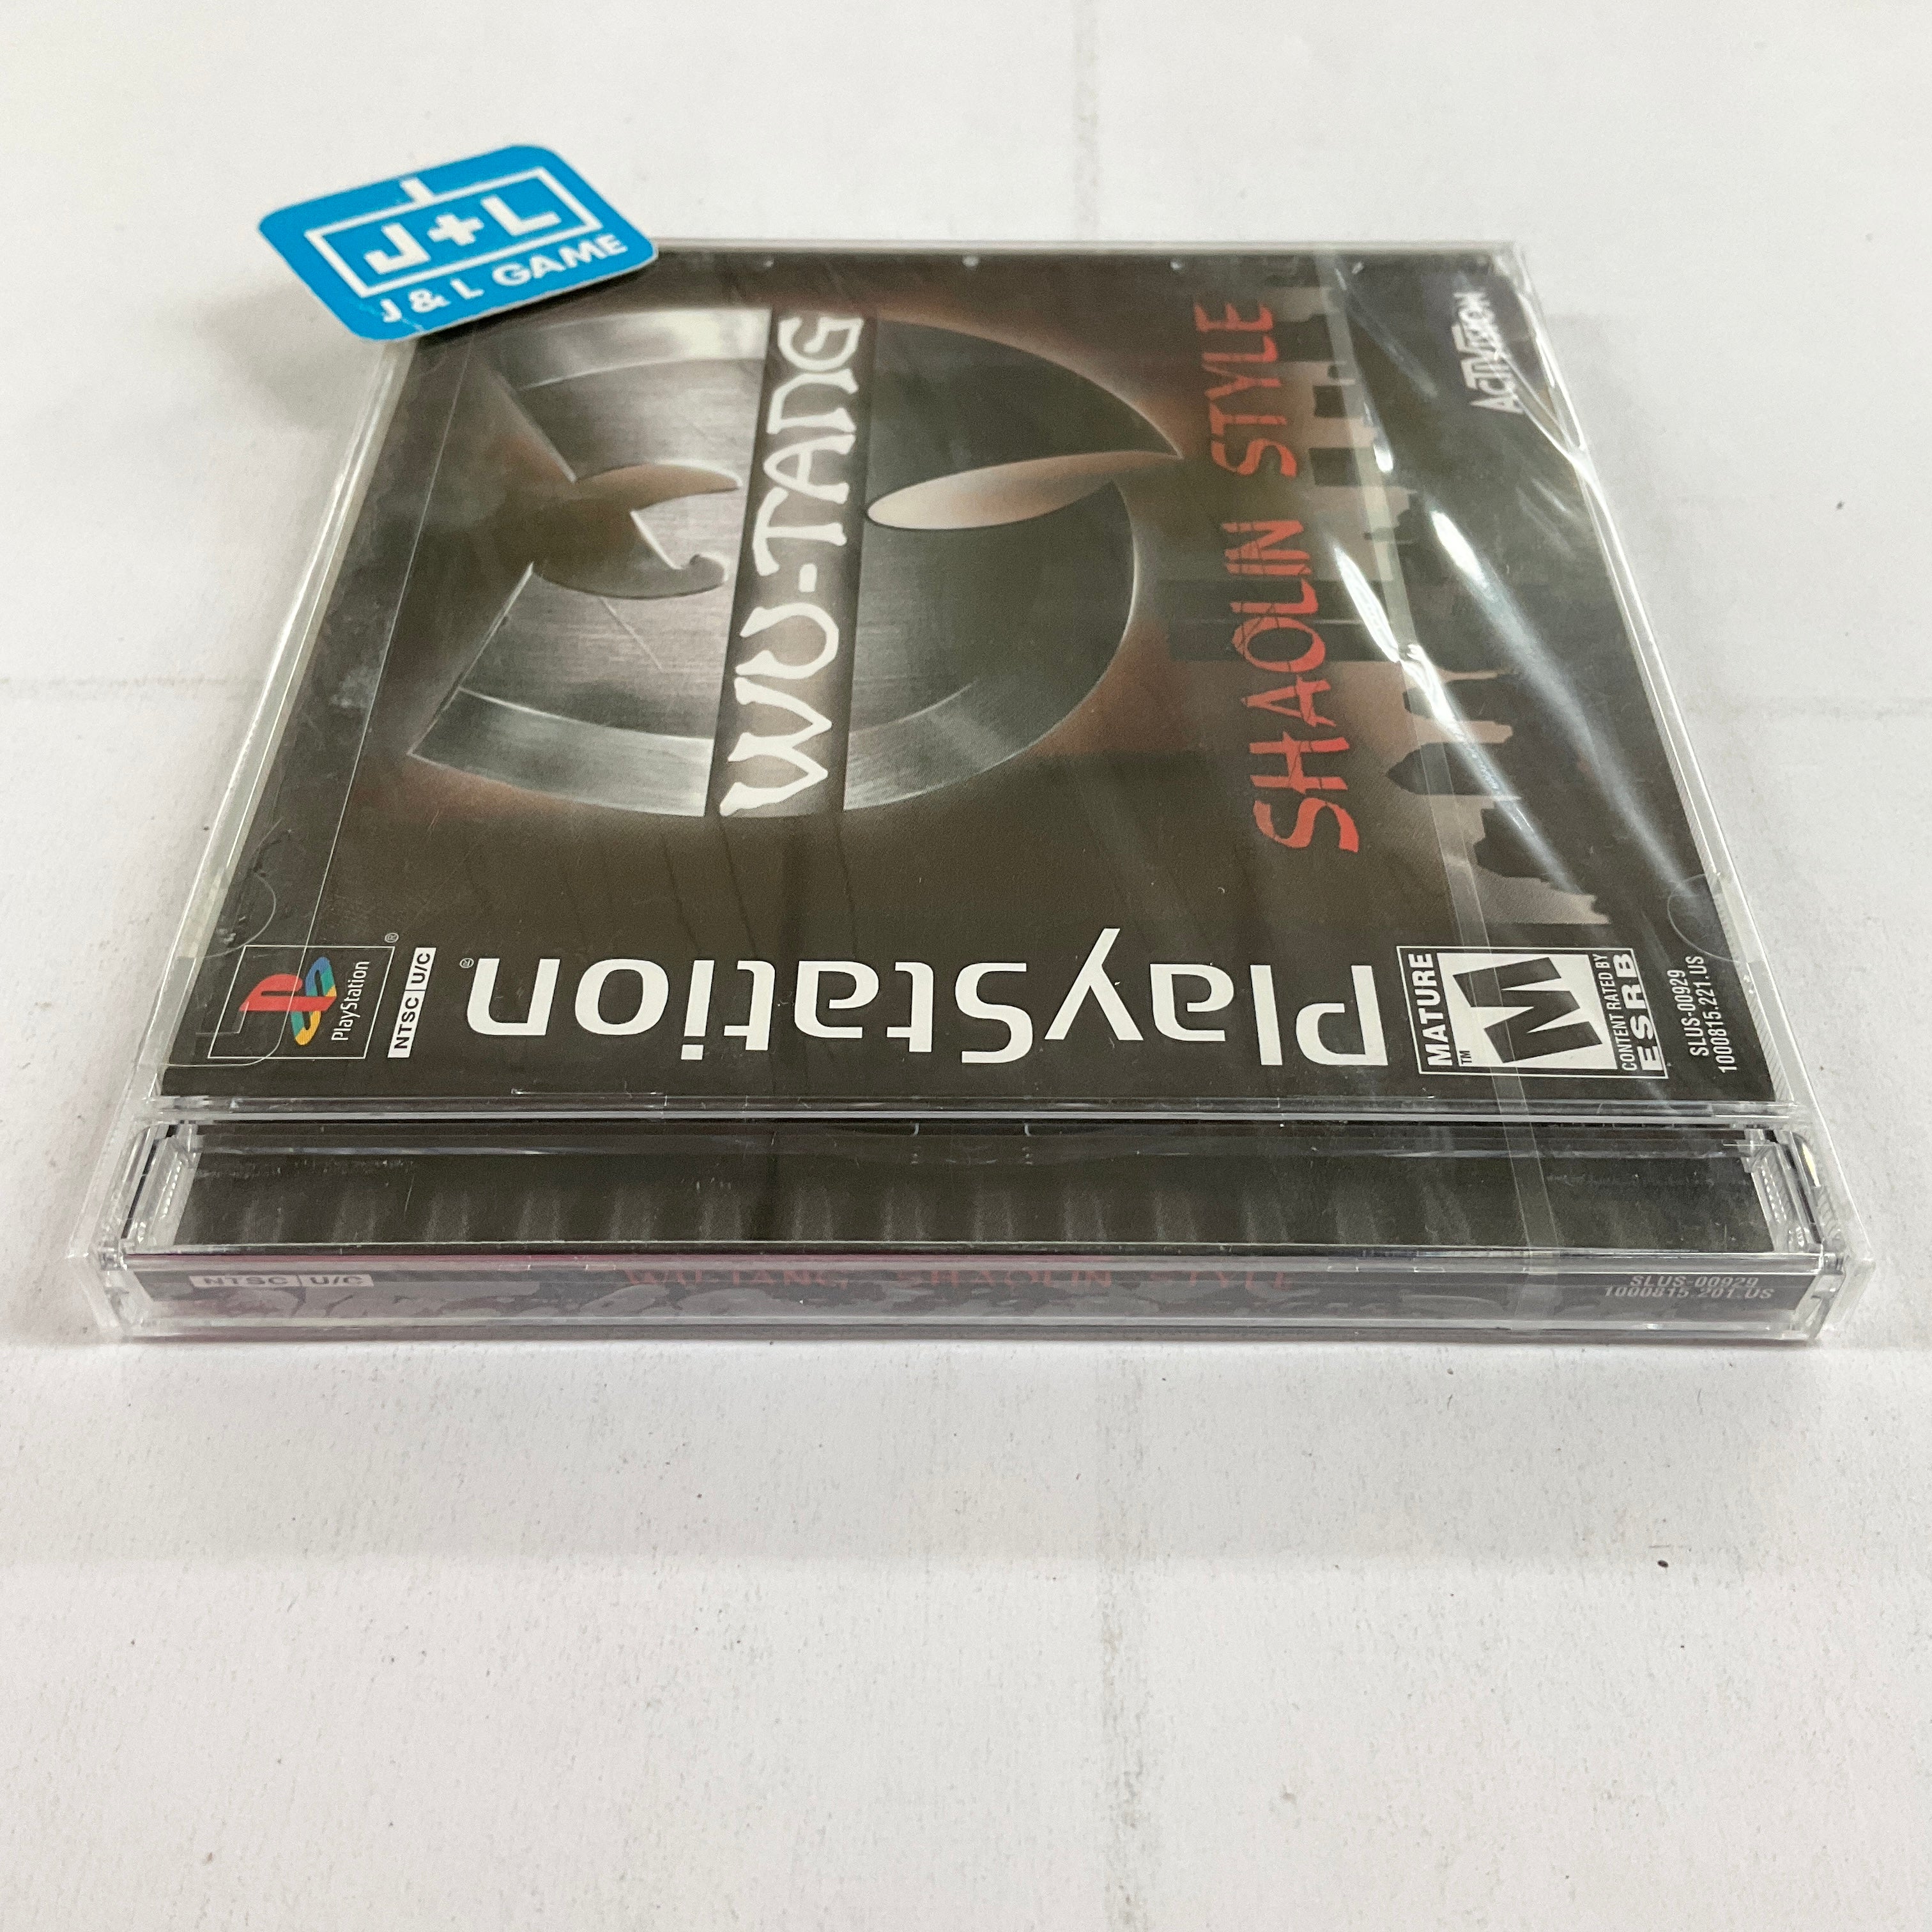 J+L
J & L GAME
WU-TANG
SHAOLIN STYLE
ACTIVISION
PlayStation
®
NTSC U/C
PlayStation®
MATURE
M
TM
CONTENT RATED BY
ESRB
SLUS-00929
1000815.221.US
NTSC U/C
WU-TANG SHAOLIN STYLE
SLUS-00929
1000815.201.US